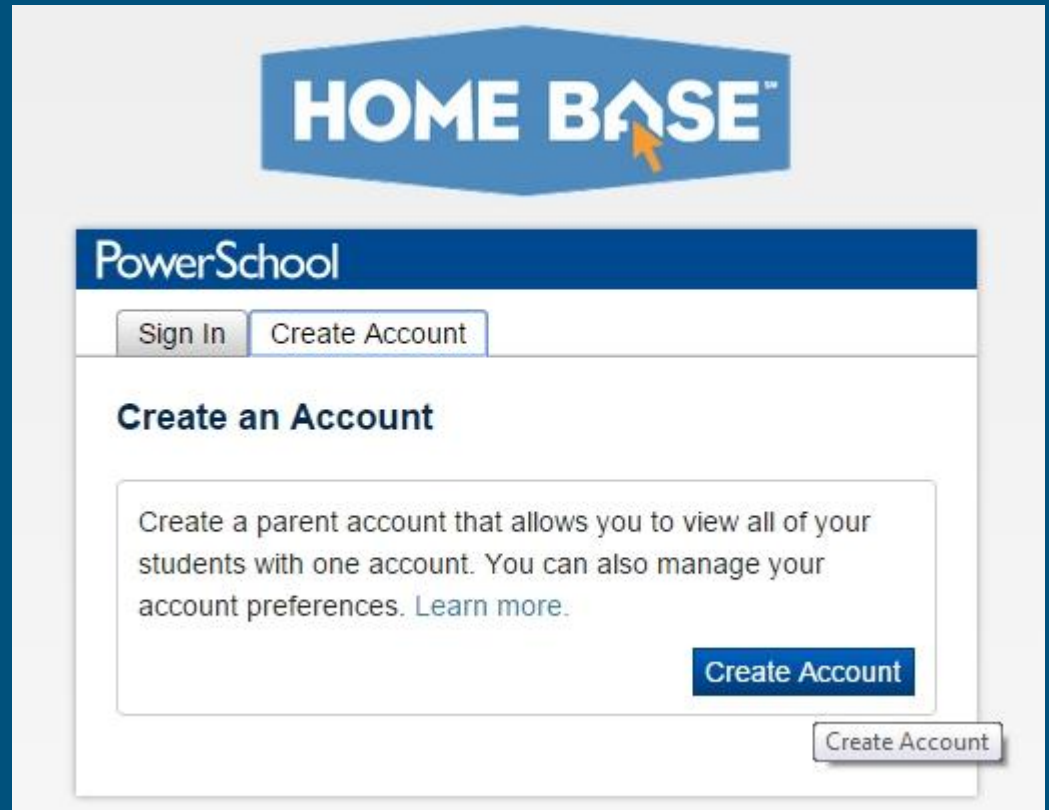 HOME BASE℠
PowerSchool
Sign In Create Account
Create an Account
Create a parent account that allows you to view all of your
students with one account. You can also manage your
account preferences. Learn more.
Create Account
Create Account